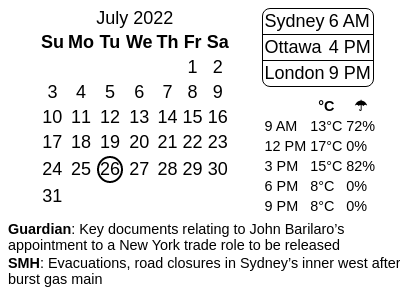 July 2022
Su Mo Tu We Th Fr Sa
1 2
3 4 5 6 7 8 9
10 11 12 13 14 15 16
17 18 19 20 21 22 23
24 25 26 27 28 29 30
31
Sydney 6 AM
Ottawa 4 PM
London 9 PM
°C ☂
9 AM 13°C 72%
12 PM 17°C 0%
3 PM 15°C 82%
6 PM 8°C 0%
9 PM 8°C 0%
Guardian: Key documents relating to John Barilaro’s
appointment to a New York trade role to be released
SMH: Evacuations, road closures in Sydney’s inner west after
burst gas main